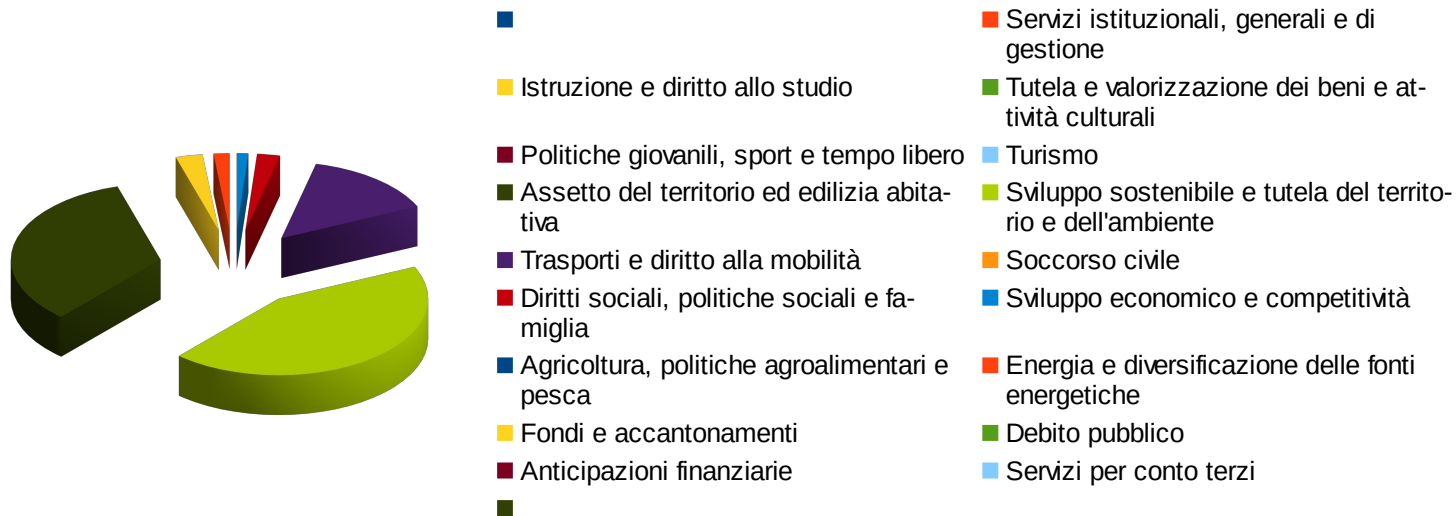 Servizi istituzionali, generali e di
gestione
Istruzione e diritto allo studio
Tutela e valorizzazione dei beni e at-
tività culturali
Politiche giovanili, sport e tempo libero
Turismo
Assetto del territorio ed edilizia abita-
tiva
Sviluppo sostenibile e tutela del territo-
rio e dell'ambiente
Trasporti e diritto alla mobilità
Soccorso civile
Diritti sociali, politiche sociali e fa-
miglia
Sviluppo economico e competitività
Agricoltura, politiche agroalimentari e
pesca
Energia e diversificazione delle fonti
energetiche
Fondi e accantonamenti
Debito pubblico
Anticipazioni finanziarie
Servizi per conto terzi